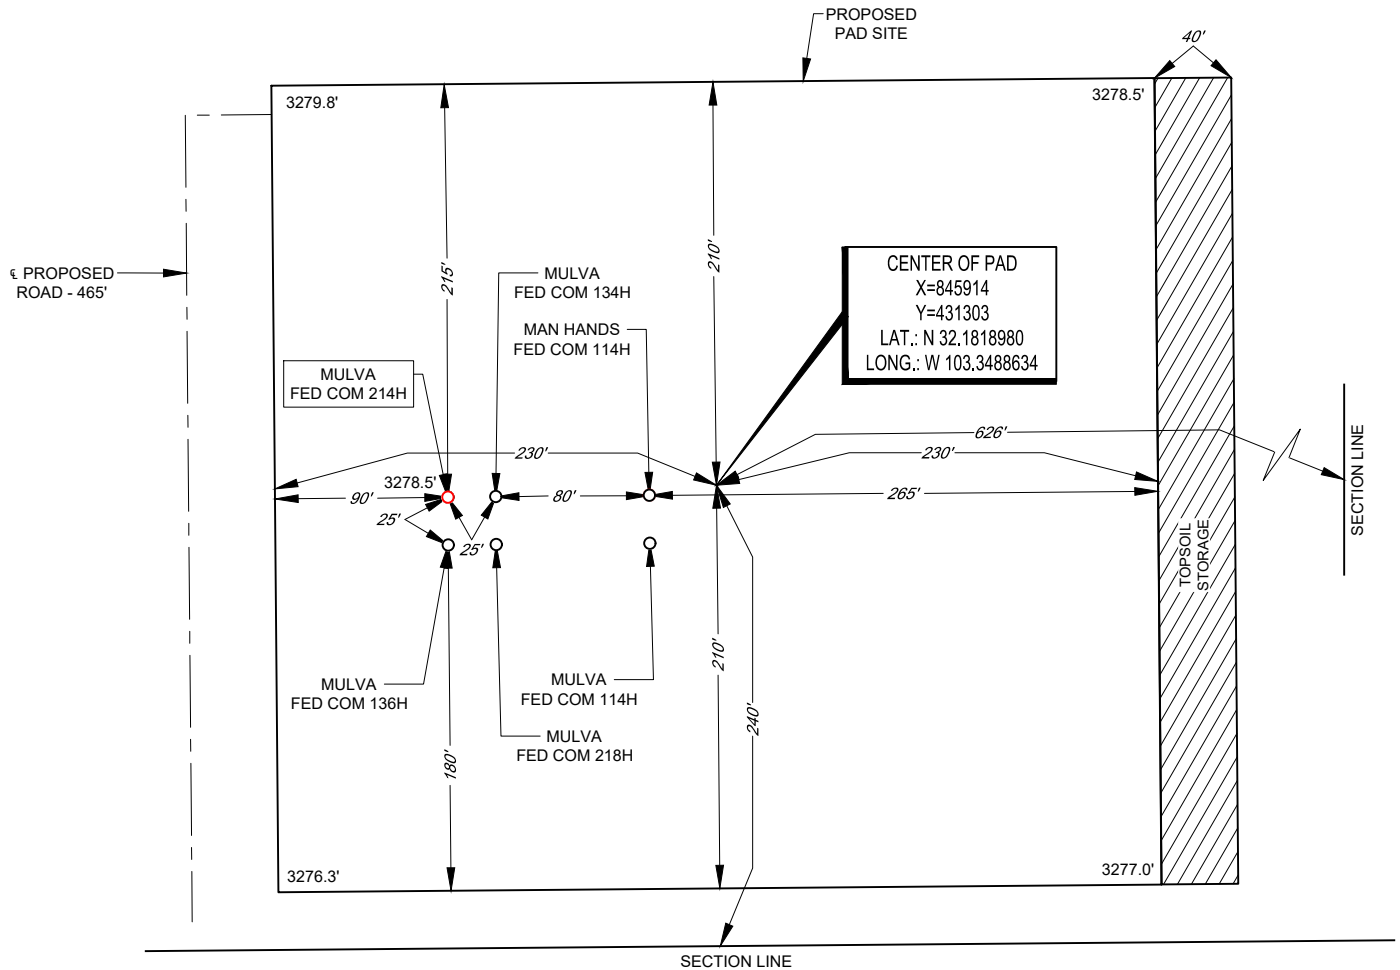 PROPOSED
PAD SITE
40'
3279.8'
3278.5'
℄ PROPOSED
ROAD - 465'
215'
210'
MULVA
FED COM 134H
CENTER OF PAD
X=845914
Y=431303
LAT.: N 32.1818980
LONG.: W 103.3488634
MAN HANDS
FED COM 114H
MULVA
FED COM 214H
626'
230'
230'
3278.5'
90'
80'
265'
25'
25'
TOPSOIL
STORAGE
SECTION LINE
MULVA
FED COM 136H
MULVA
FED COM 114H
MULVA
FED COM 218H
210'
240'
180'
3276.3'
3277.0'
SECTION LINE